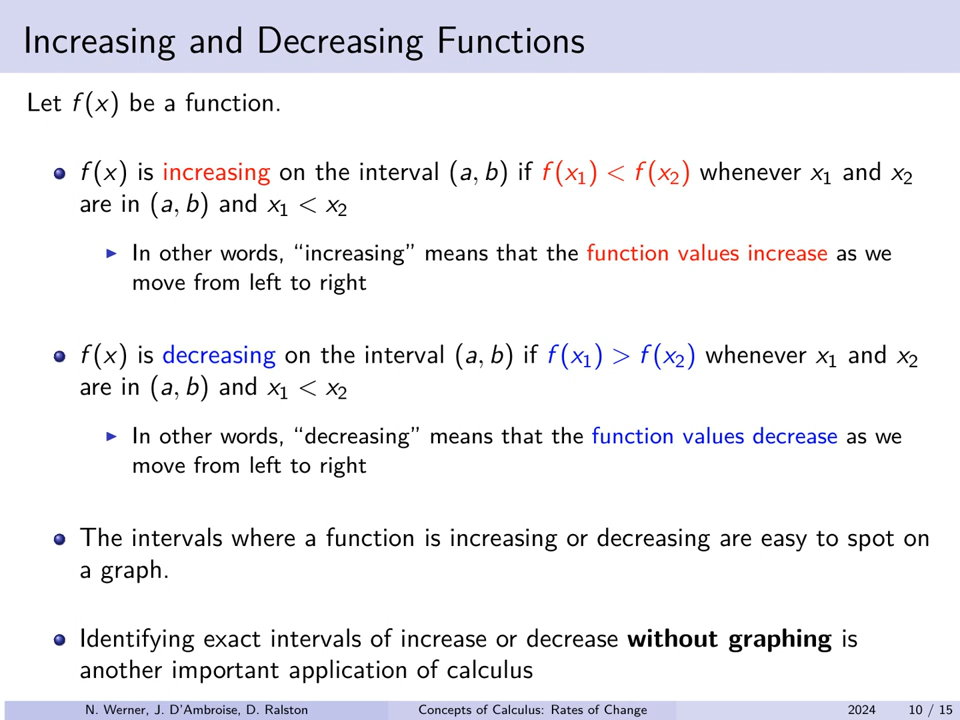 Increasing and Decreasing Functions
Let f(x) be a function.
f(x) is increasing on the interval (a, b) if f(x₁) < f(x₂) whenever x₁ and x₂
are in (a, b) and x₁ < x₂
In other words, “increasing” means that the function values increase as we
move from left to right
f(x) is decreasing on the interval (a, b) if f(x₁) > f(x₂) whenever x₁ and x₂
are in (a, b) and x₁ < x₂
In other words, “decreasing” means that the function values decrease as we
move from left to right
The intervals where a function is increasing or decreasing are easy to spot on
a graph.
Identifying exact intervals of increase or decrease without graphing is
another important application of calculus
N. Werner, J. D’Ambroise, D. Ralston Concepts of Calculus: Rates of Change 2024 10 / 15